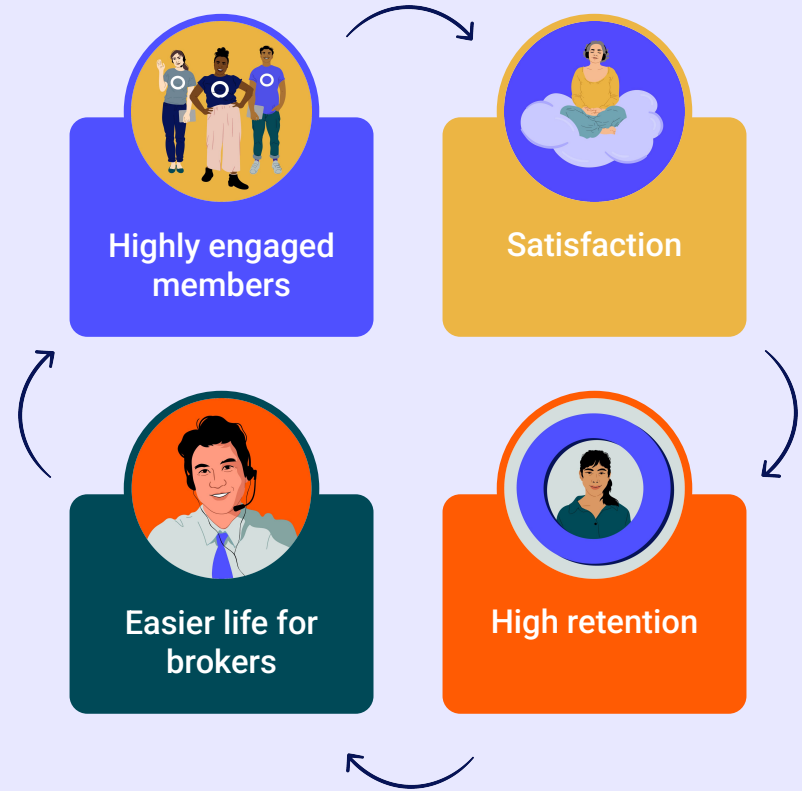 Highly engaged
members
Satisfaction
Easier life for
brokers
High retention